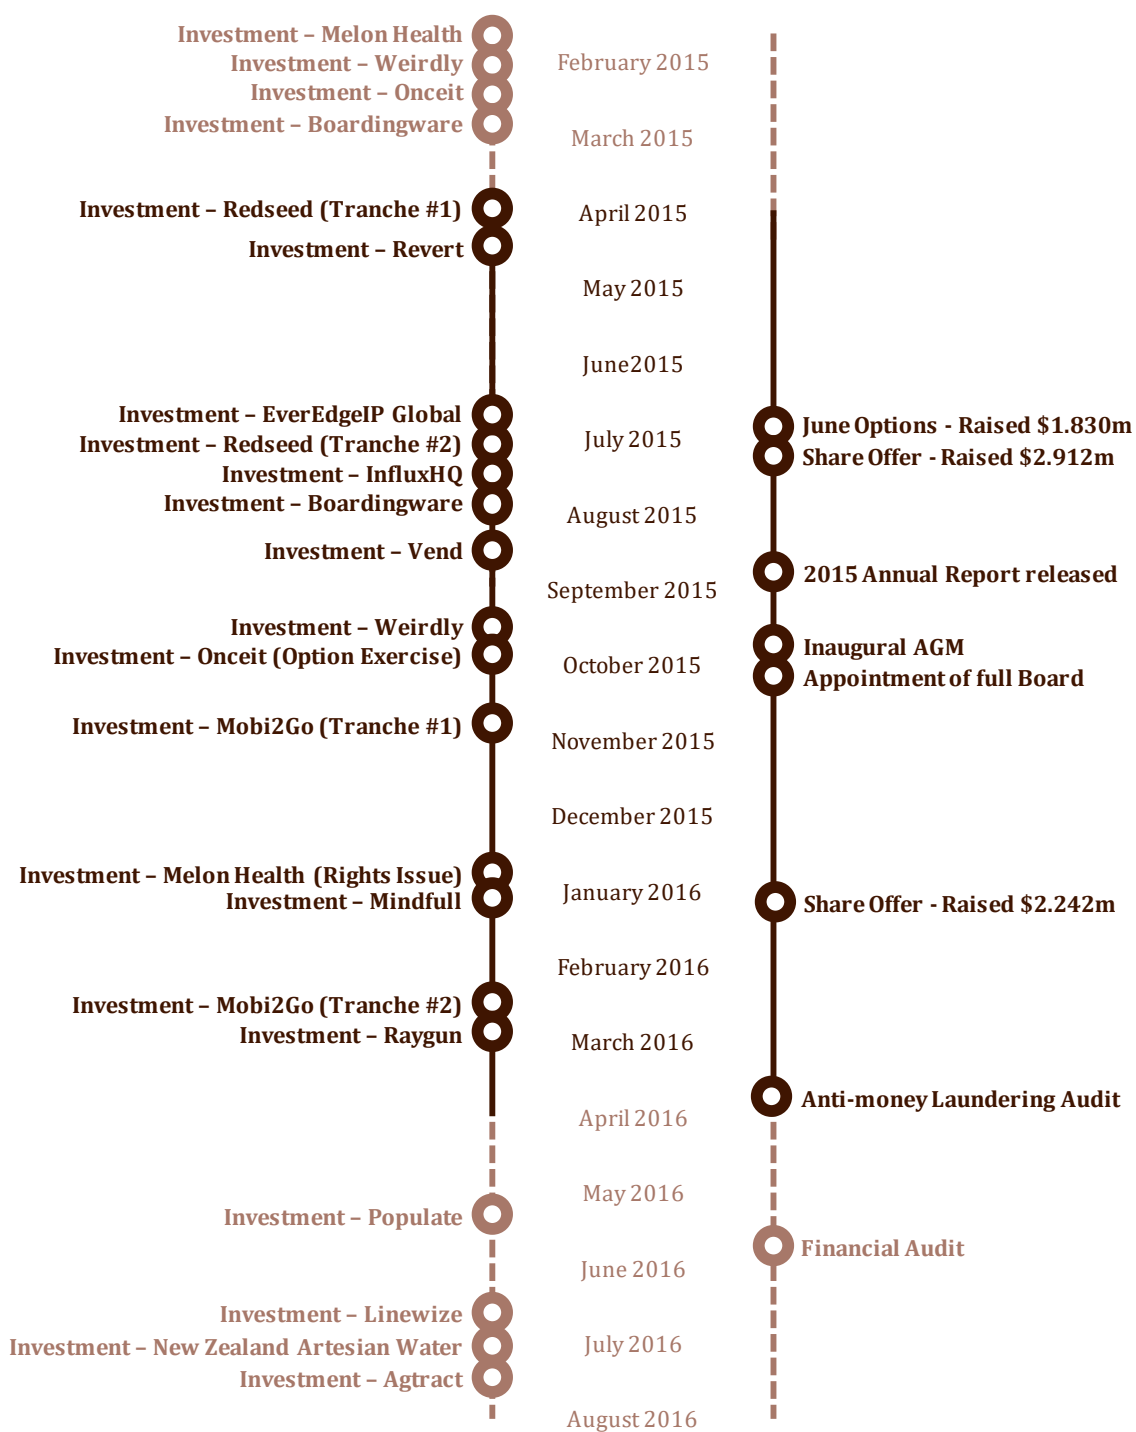 Investment – Melon Health
Investment – Weirdly
February 2015
Investment – Onceit
Investment – Boardingware
March 2015
Investment – Redseed (Tranche #1)
April 2015
Investment – Revert
May 2015
June2015
Investment – EverEdgeIP Global
June Options - Raised $1.830m
Investment – Redseed (Tranche #2)
July 2015
Share Offer - Raised $2.912m
Investment – InfluxHQ
Investment – Boardingware
August 2015
Investment – Vend
2015 Annual Report released
September 2015
Investment – Weirdly
Inaugural AGM
Investment – Onceit (Option Exercise)
October 2015
Appointment of full Board
Investment – Mobi2Go (Tranche #1)
November 2015
December 2015
Investment – Melon Health (Rights Issue)
January 2016
Investment – Mindfull
Share Offer - Raised $2.242m
February 2016
Investment – Mobi2Go (Tranche #2)
Investment – Raygun
March 2016
Anti-money Laundering Audit
April 2016
May 2016
Investment – Populate
Financial Audit
June 2016
Investment – Linewize
Investment – New Zealand Artesian Water
July 2016
Investment – Agtract
August 2016